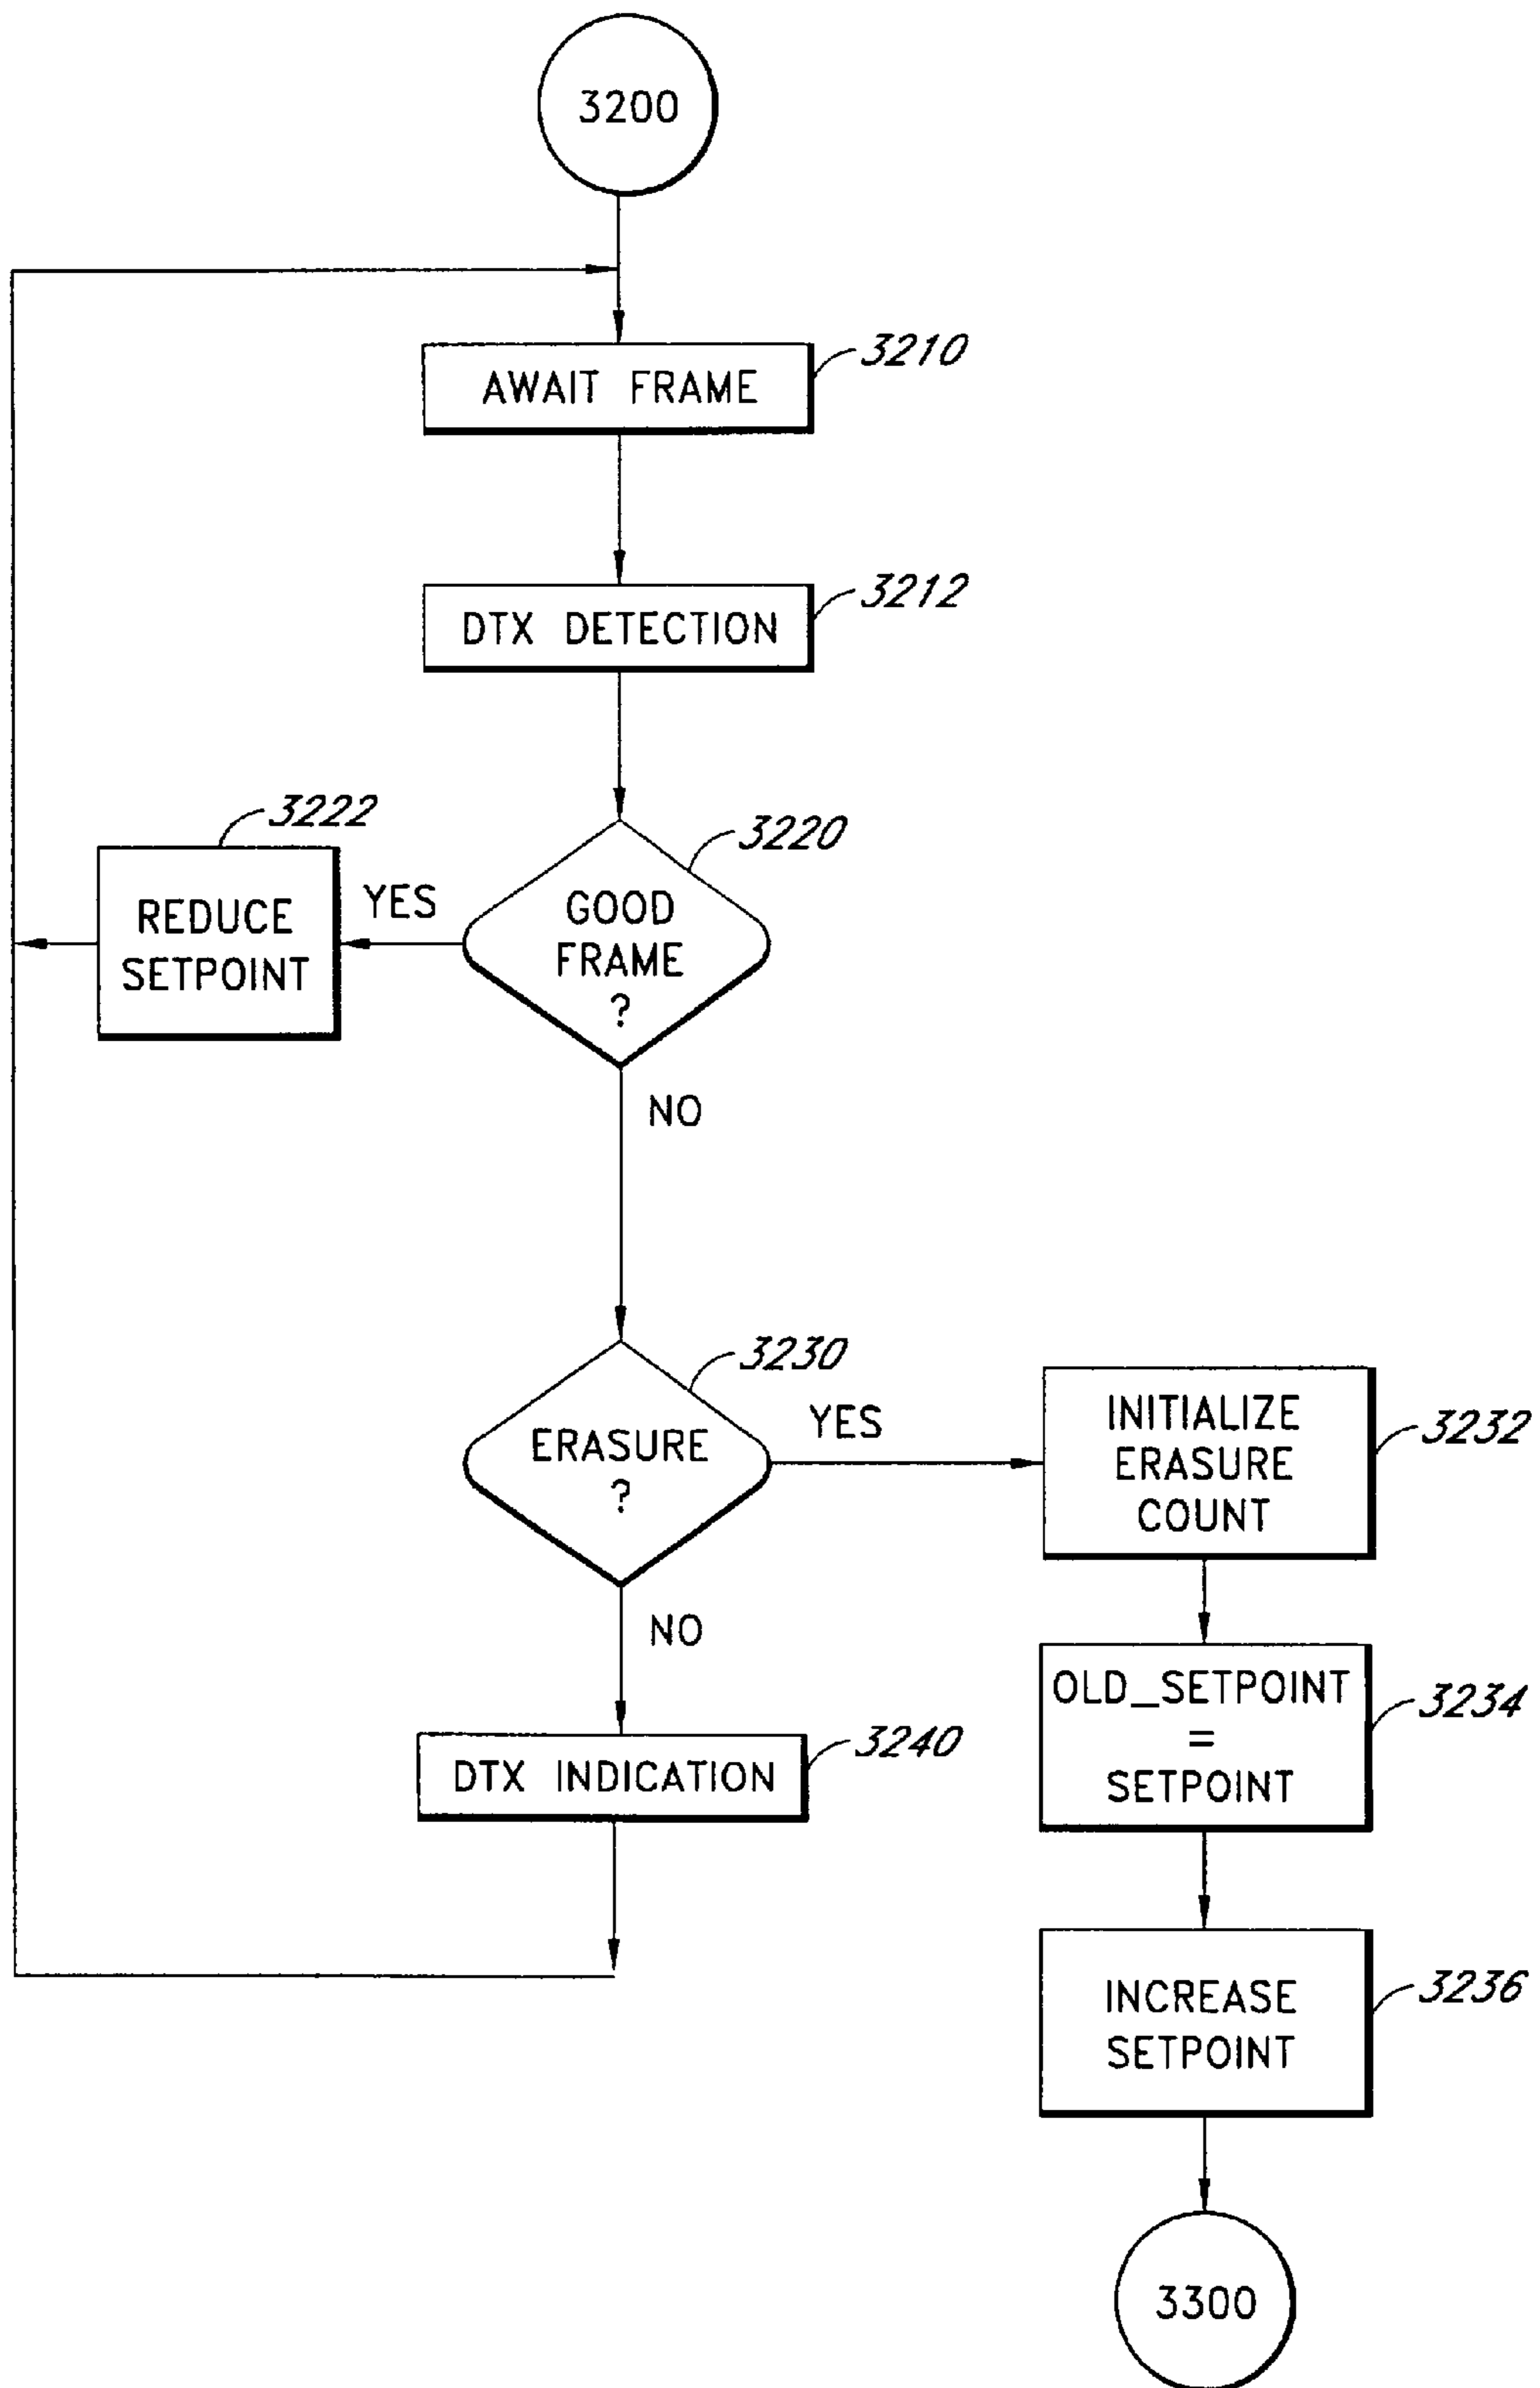 3200
3210
AWAIT FRAME
3212
DTX DETECTION
3222
3220
REDUCE
SETPOINT
YES
GOOD
FRAME
?
NO
3230
ERASURE
?
YES
INITIALIZE
ERASURE
COUNT
3232
NO
OLD_SETPOINT
=
SETPOINT
3234
3240
DTX INDICATION
INCREASE
SETPOINT
3236
3300